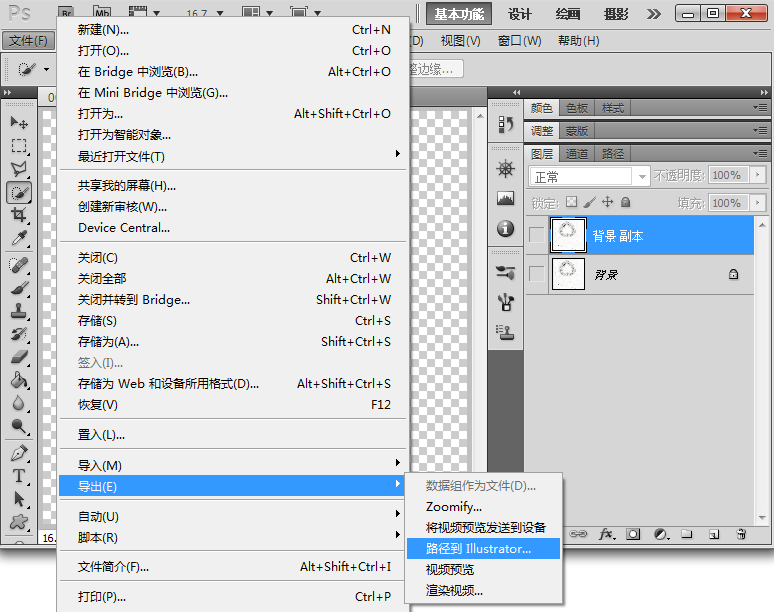 Ps
Br
Mb
16.7
基本功能
设计
绘画
摄影
文件(F)
(D)
视图(V)
窗口(W)
帮助(H)
整边缘...
新建(N)...
Ctrl+N
打开(O)...
Ctrl+O
在 Bridge 中浏览(B)...
Alt+Ctrl+O
在 Mini Bridge 中浏览(G)...
打开为...
Alt+Shift+Ctrl+O
打开为智能对象...
最近打开文件(T)
共享我的屏幕(H)...
创建新审核(W)...
Device Central...
关闭(C)
Ctrl+W
关闭全部
Alt+Ctrl+W
关闭并转到 Bridge...
Shift+Ctrl+W
存储(S)
Ctrl+S
存储为(A)...
Shift+Ctrl+S
签入(I)...
存储为 Web 和设备所用格式(D)...
Alt+Shift+Ctrl+S
恢复(V)
F12
置入(L)...
导入(M)
导出(E)
自动(U)
脚本(R)
文件简介(F)...
Alt+Shift+Ctrl+I
打印(P)...
Ctrl+P
数据组作为文件(D)...
Zoomify...
将视频预览发送到设备
路径到 Illustrator...
视频预览
渲染视频...
颜色
色板
样式
调整
蒙版
图层
通道
路径
正常
不透明度:
100%
锁定:
填充:
100%
背景 副本
背景
fx
16.